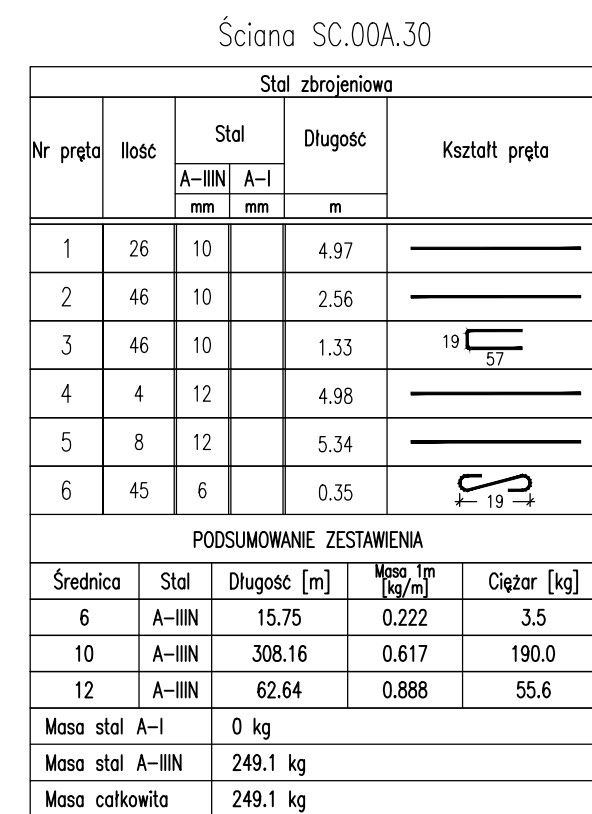 Ściana SC.00A.30
Stal zbrojeniowa
Nr pręta Ilość Stal Długość Kształt pręta
A-IIIN A-I
mm mm m
1 26 10 4.97
2 46 10 2.56
3 46 10 1.33 19 57
4 4 12 4.98
5 8 12 5.34
6 45 6 0.35 19
PODSUMOWANIE ZESTAWIENIA
Średnica Stal Długość [m] Masa 1m [kg/m] Ciężar [kg]
6 A-IIIN 15.75 0.222 3.5
10 A-IIIN 308.16 0.617 190.0
12 A-IIIN 62.64 0.888 55.6
Masa stal A-I 0 kg
Masa stal A-IIIN 249.1 kg
Masa całkowita 249.1 kg